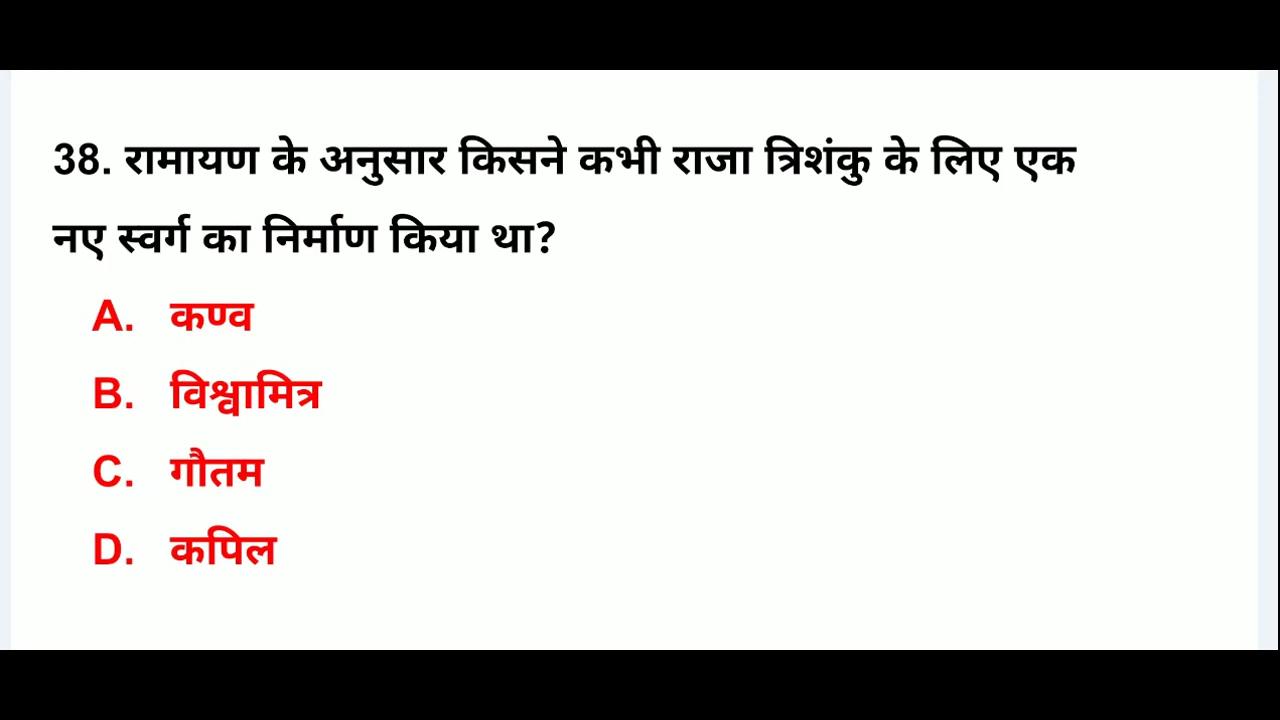 38. रामायण के अनुसार किसने कभी राजा त्रिशंकु के लिए एक
नए स्वर्ग का निर्माण किया था?
A. कण्व
B. विश्वामित्र
C. गौतम
D. कपिल